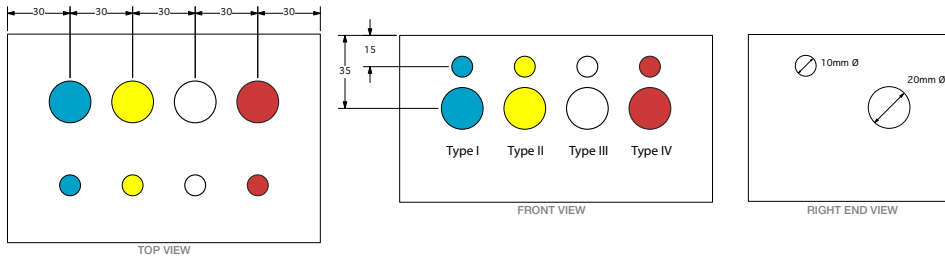 30 30 30 30 30
TOP VIEW
15
35
Type I Type II Type III Type IV
FRONT VIEW
10mm Ø
20mm Ø
RIGHT END VIEW